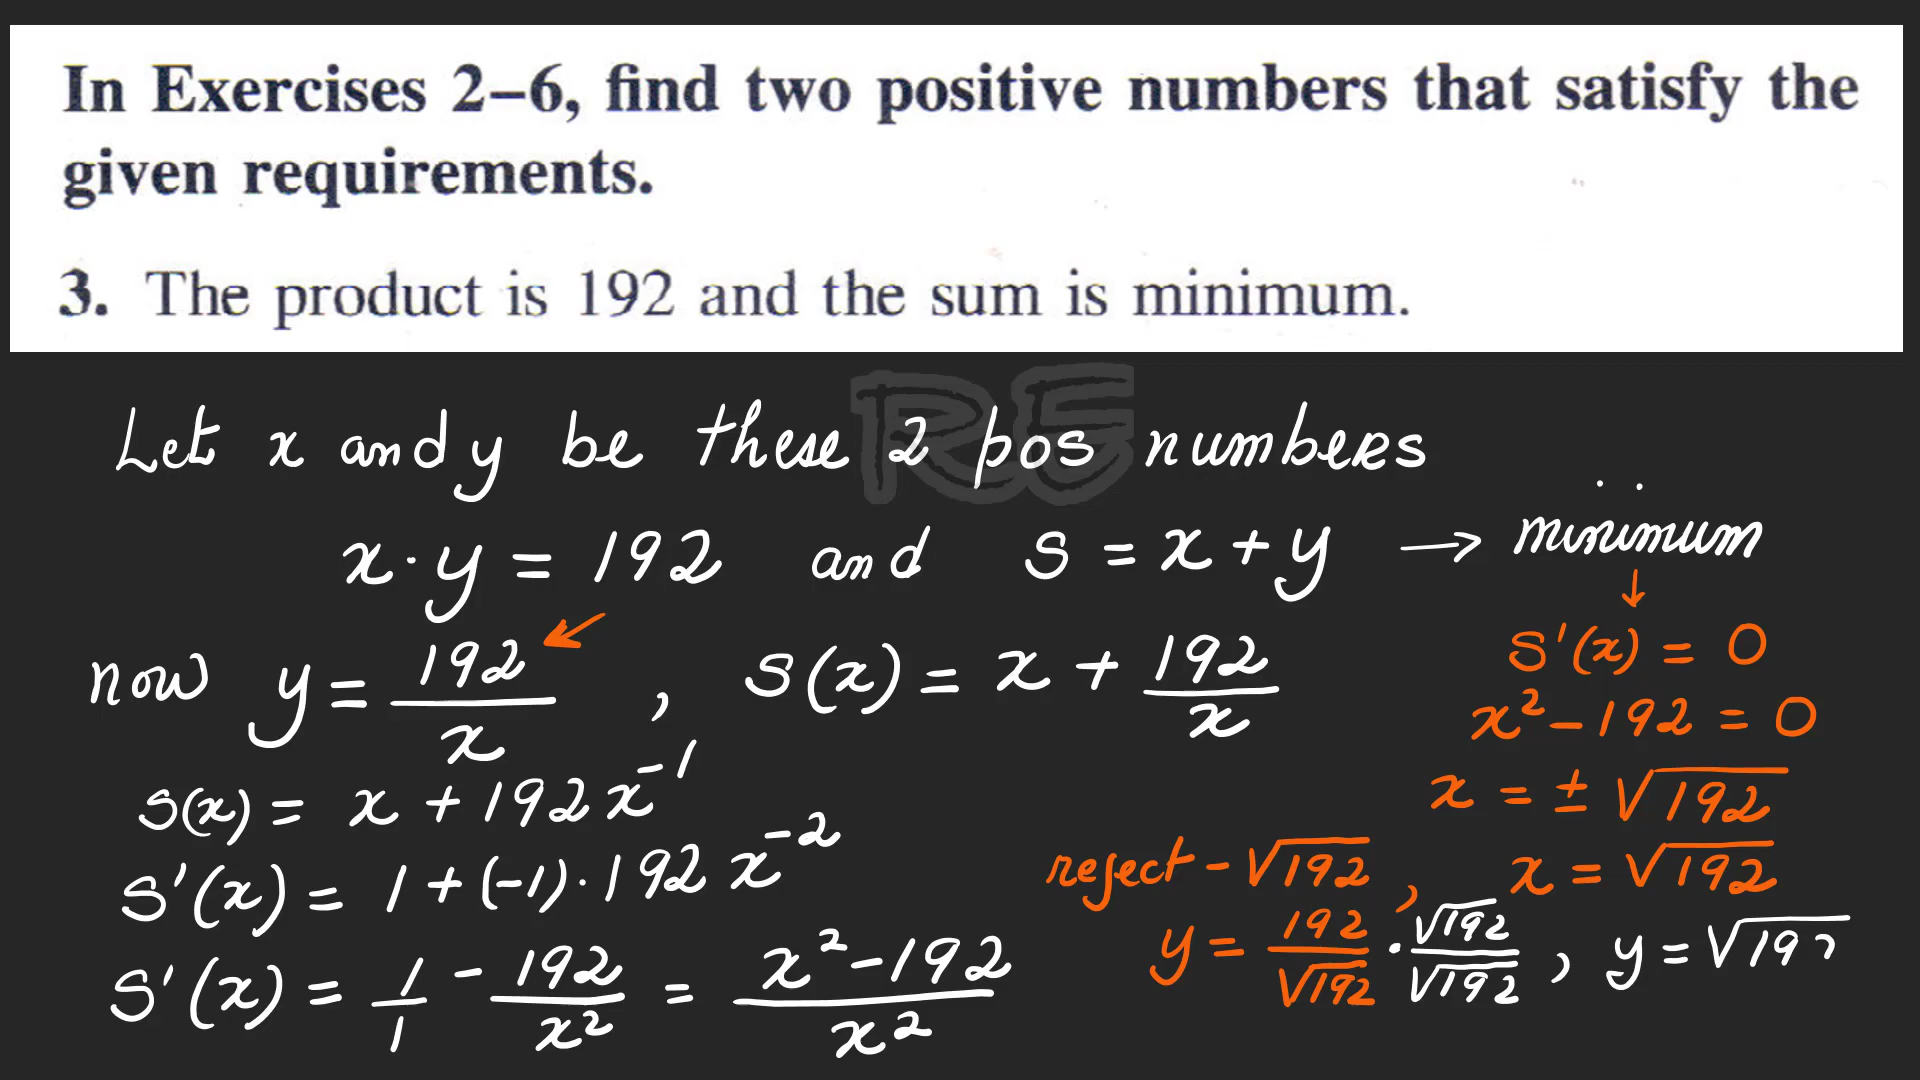 In Exercises 2–6, find two positive numbers that satisfy the
given requirements.
3. The product is 192 and the sum is minimum.
R5
Let x and y be these 2 pos numbers
x · y = 192 and S = x + y → minimum
↓
now y = 192/x , S(x) = x + 192/x
S'(x) = 0
x² − 192 = 0
S(x) = x + 192 x⁻¹
x = ± √192
S'(x) = 1 + (−1) · 192 x⁻²
reject − √192 , x = √192
S'(x) = 1/1 − 192/x² = x² − 192/x²
y = 192/√192 · √192/√192 , y = √192